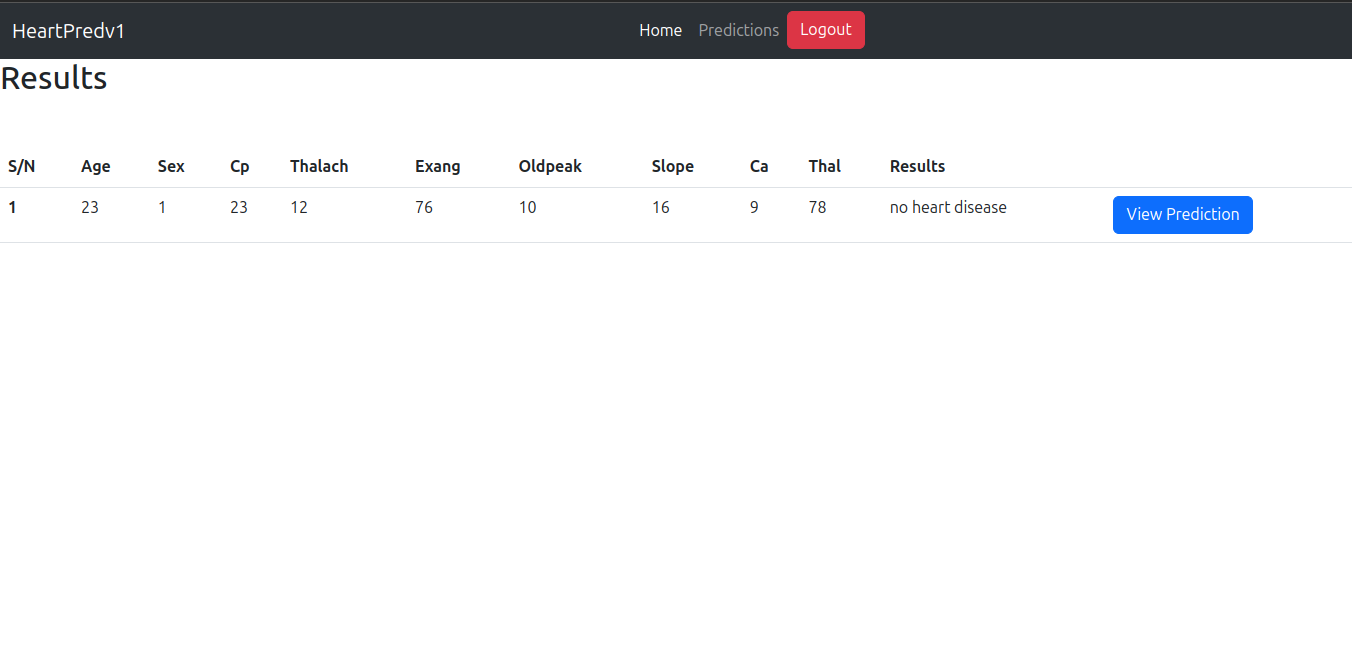 HeartPredv1 Home Predictions Logout
Results
S/N Age Sex Cp Thalach Exang Oldpeak Slope Ca Thal Results
1 23 1 23 12 76 10 16 9 78 no heart disease View Prediction